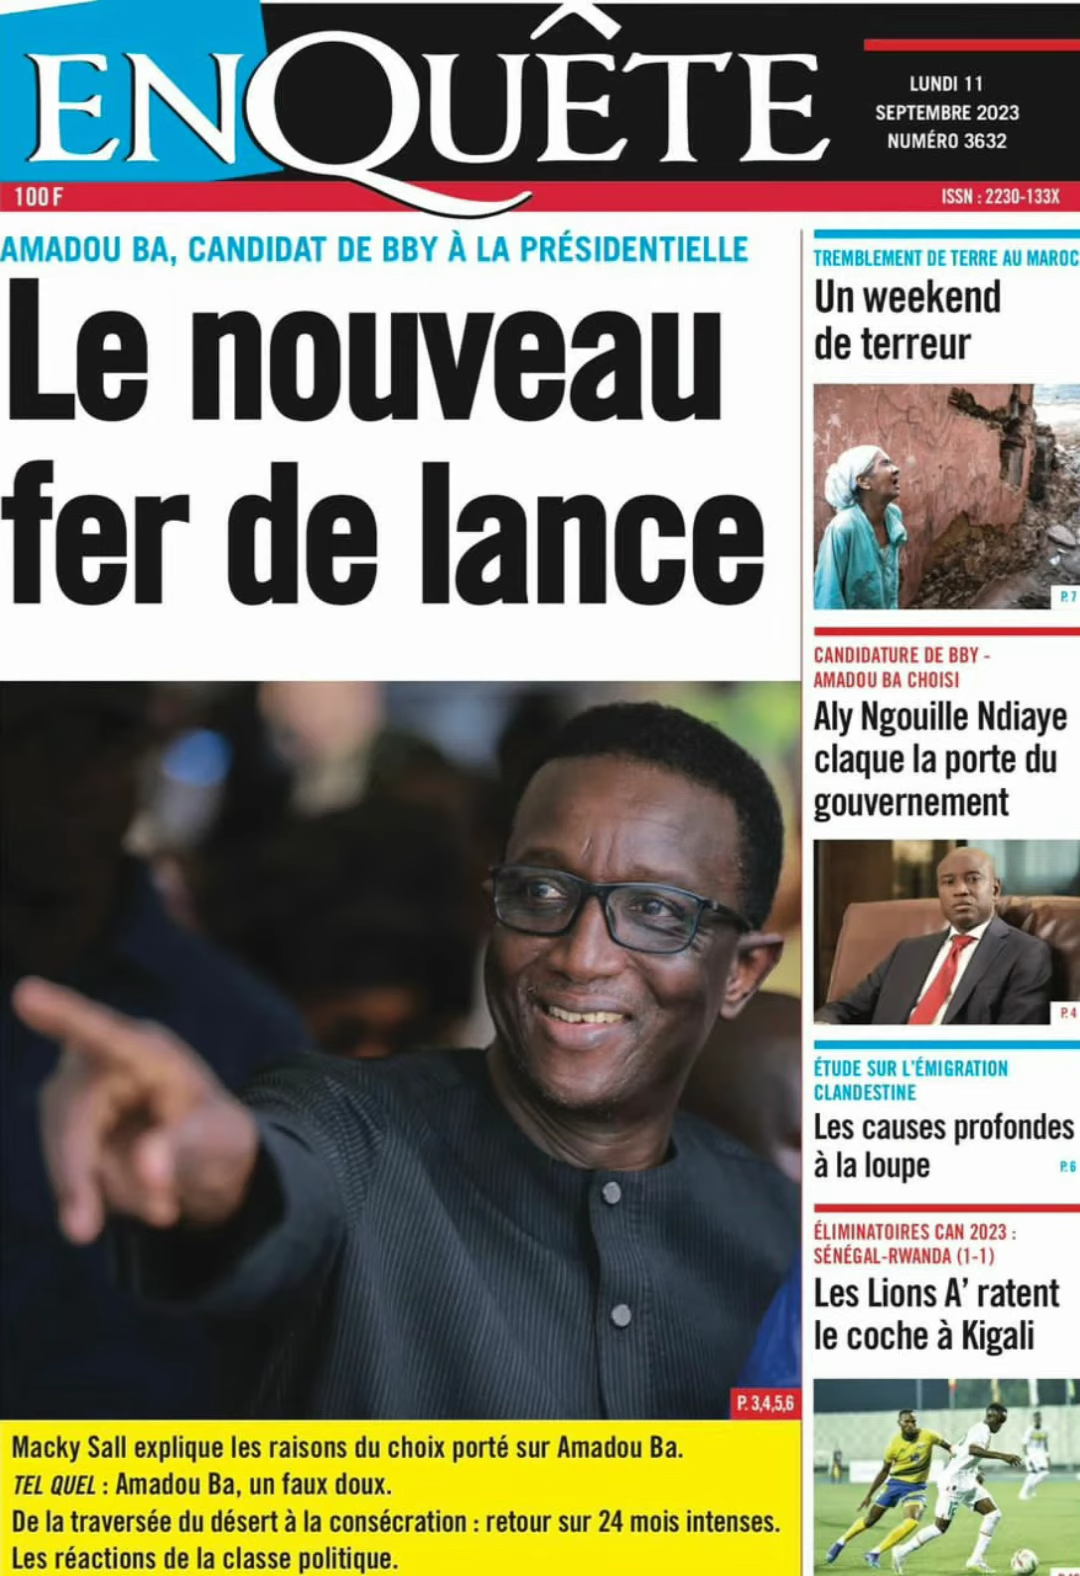 ENQUÊTE
LUNDI 11
SEPTEMBRE 2023
NUMÉRO 3632
100 F
ISSN : 2230-133X
AMADOU BA, CANDIDAT DE BBY À LA PRÉSIDENTIELLE
Le nouveau
fer de lance
P. 3,4,5,6
Macky Sall explique les raisons du choix porté sur Amadou Ba.
TEL QUEL : Amadou Ba, un faux doux.
De la traversée du désert à la consécration : retour sur 24 mois intenses.
Les réactions de la classe politique.
TREMBLEMENT DE TERRE AU MAROC
Un weekend
de terreur
P. 7
CANDIDATURE DE BBY -
AMADOU BA CHOISI
Aly Ngouille Ndiaye
claque la porte du
gouvernement
P. 4
ÉTUDE SUR L'ÉMIGRATION
CLANDESTINE
Les causes profondes
à la loupe
P. 6
ÉLIMINATOIRES CAN 2023 :
SÉNÉGAL-RWANDA (1-1)
Les Lions A' ratent
le coche à Kigali